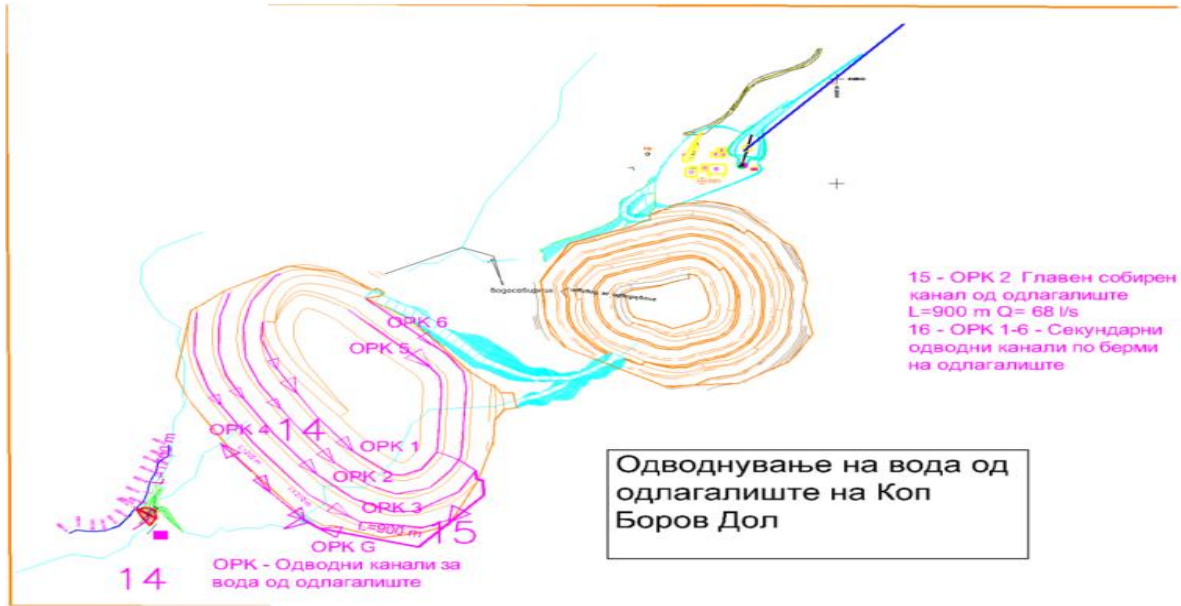 15 - ОРК 2 Главен собирен
канал од одлагалиште
L=900 m Q= 68 l/s
16 - ОРК 1-6 - Секундарни
одводни канали по берми
на одлагалиште
ОРК 6
ОРК 5
ОРК 4
14
ОРК 1
ОРК 2
ОРК 3
L=900 m
15
ОРК G
Одводнување на вода од
одлагалиште на Коп
Боров Дол
14
ОРК - Одводни канали за
вода од одлагалиште